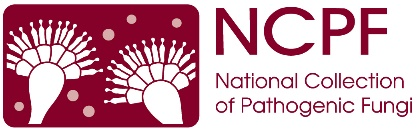 NCPF
National Collection
of Pathogenic Fungi